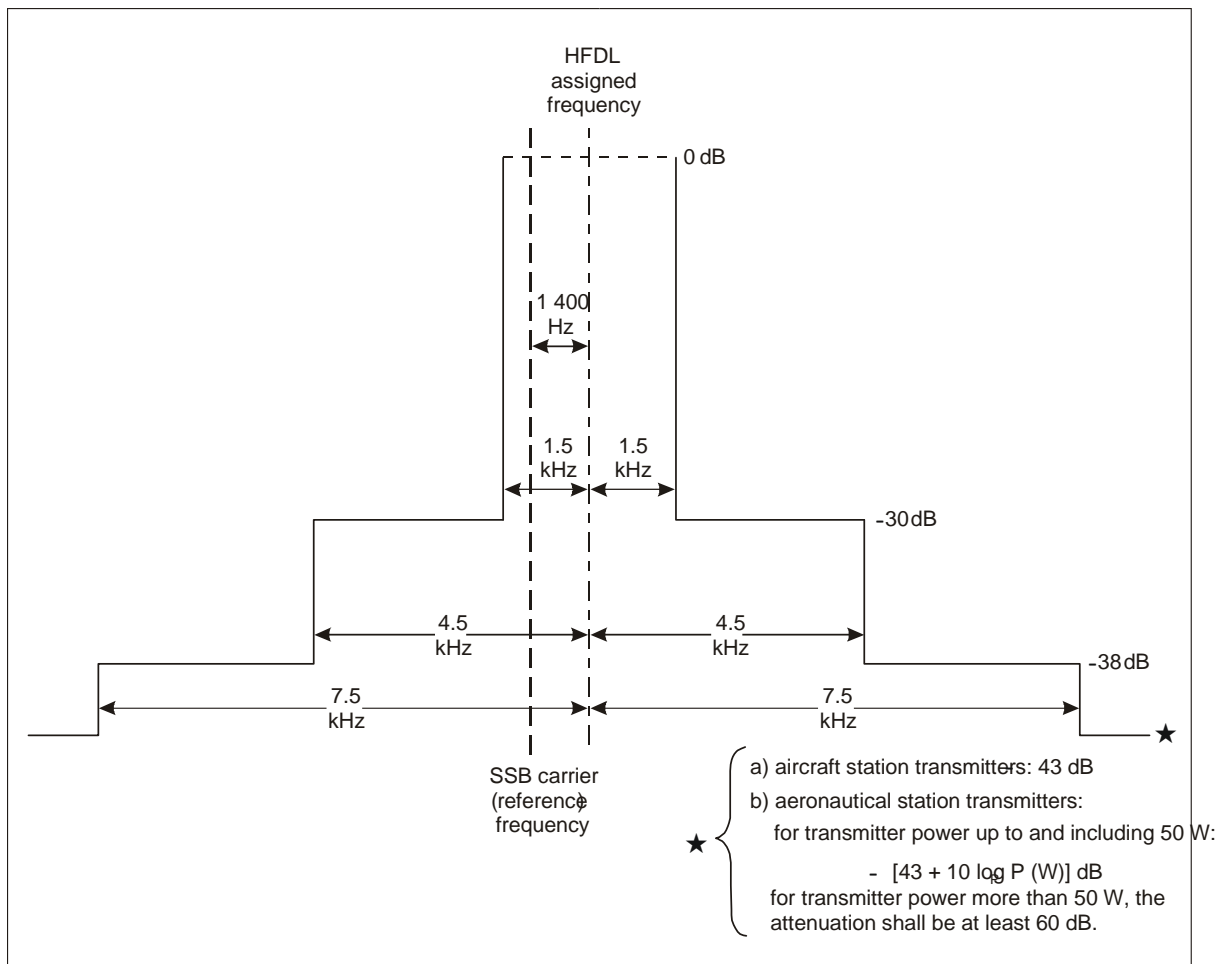 HFDL
assigned
frequency
0 dB
1 400
Hz
1.5
kHz
1.5
kHz
-30 dB
4.5
kHz
4.5
kHz
-38 dB
7.5
kHz
7.5
kHz
★
SSB carrier
(reference)
frequency
★
a) aircraft station transmitters: - 43 dB
b) aeronautical station transmitters:
for transmitter power up to and including 50 W:
- [43 + 10 log P (W)] dB
for transmitter power more than 50 W, the
attenuation shall be at least 60 dB.